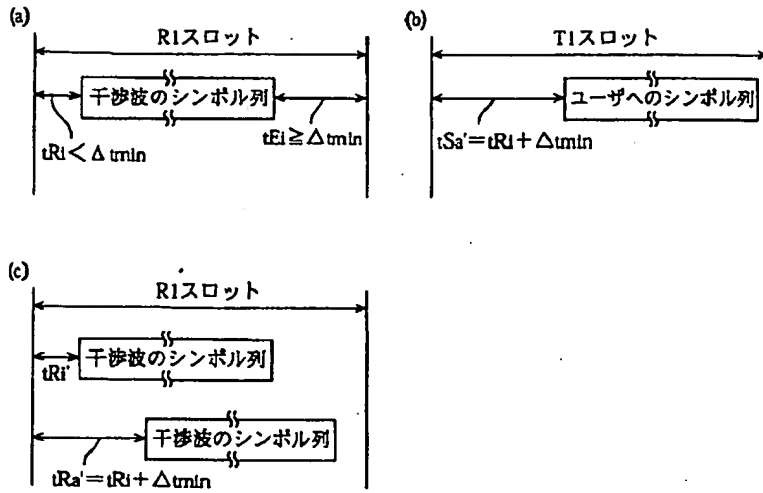 (a)
R1スロット
干渉波のシンボル列
tRi<Δtmin
tEi≧Δtmin
(b)
T1スロット
ユーザへのシンボル列
tSa'=tRi+Δtmin
(c)
R1スロット
干渉波のシンボル列
tRi'
干渉波のシンボル列
tRa'=tRi+Δtmin